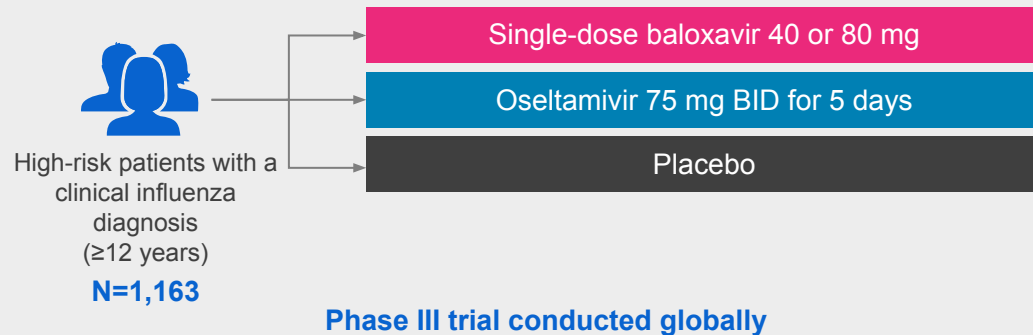 Single-dose baloxavir 40 or 80 mg
Oseltamivir 75 mg BID for 5 days
Placebo
High-risk patients with a
clinical influenza
diagnosis
(≥12 years)
N=1,163
Phase III trial conducted globally